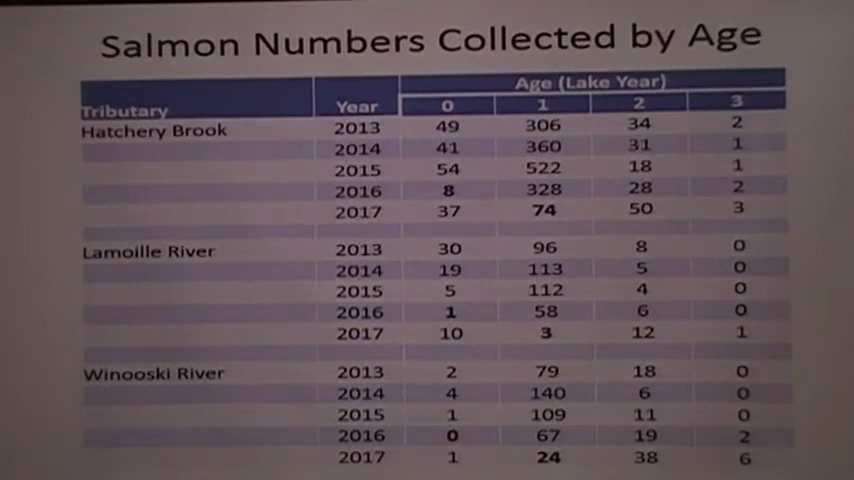 Salmon Numbers Collected by Age
Age (Lake Year)
Tributary Year 0 1 2 3
Hatchery Brook 2013 49 306 34 2
2014 41 360 31 1
2015 54 522 18 1
2016 8 328 28 2
2017 37 74 50 3
Lamoille River 2013 30 96 8 0
2014 19 113 5 0
2015 5 112 4 0
2016 1 58 6 0
2017 10 3 12 1
Winooski River 2013 2 79 18 0
2014 4 140 6 0
2015 1 109 11 0
2016 0 67 19 2
2017 1 24 38 6